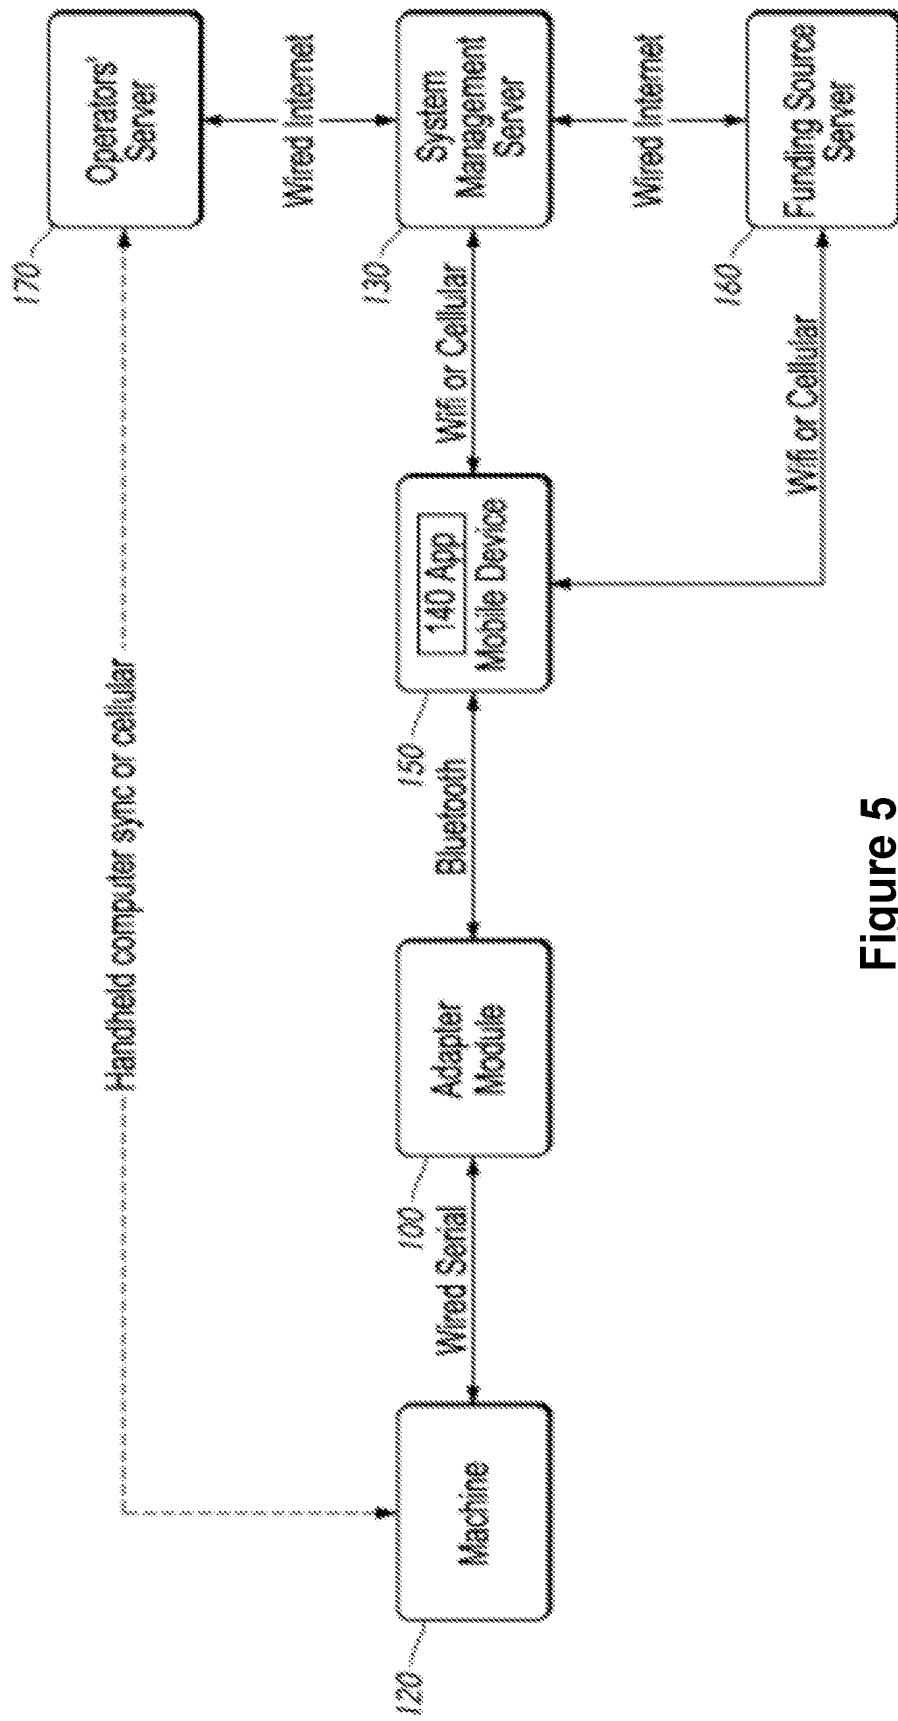 170
Operators'
Server
Handheld computer sync or cellular
Wired Internet
120
Machine
Wired Serial
100
Adapter
Module
Bluetooth
150
140 App
Mobile Device
Wifi or Cellular
130
System
Management
Server
Wired Internet
Wifi or Cellular
160
Funding Source
Server
Figure 5